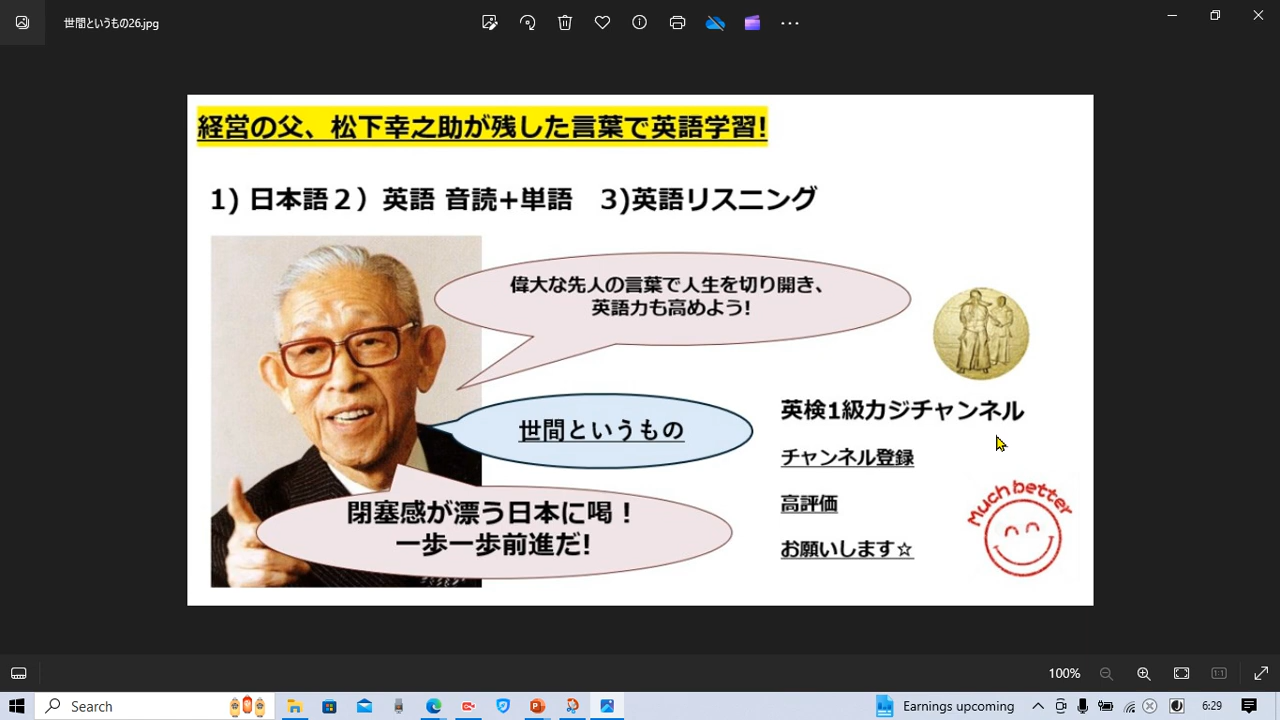 世間というもの26.jpg
経営の父、松下幸之助が残した言葉で英語学習!
1) 日本語２）英語 音読+単語　3)英語リスニング
偉大な先人の言葉で人生を切り開き、
英語力も高めよう!
世間というもの
閉塞感が漂う日本に喝！
一歩一歩前進だ!
英検1級カジチャンネル
チャンネル登録
高評価
お願いします☆
Much better
100%
1:1
Search
Earnings upcoming
6:29